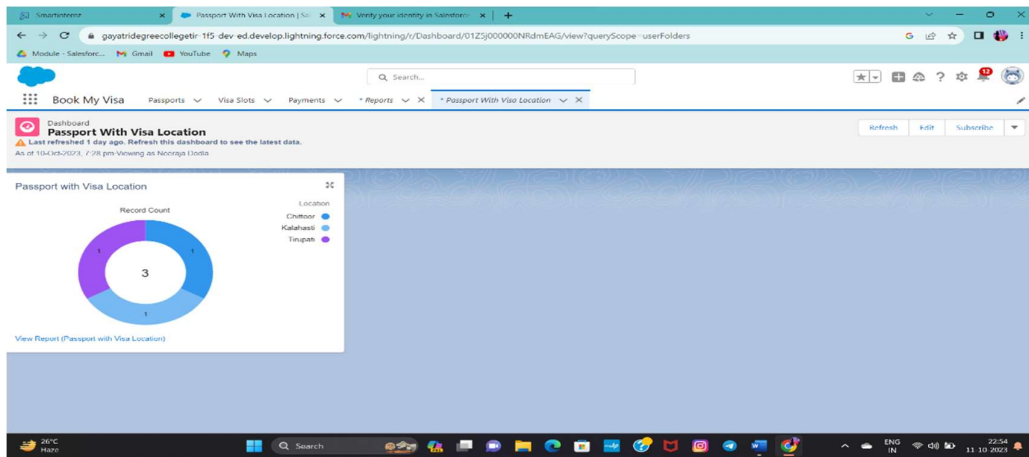 Smartinternz
Passport With Visa Location | Sa
Verify your identity in Salesforce
gayatridegreecollegetir-1f5-dev-ed.develop.lightning.force.com/lightning/r/Dashboard/01Z5j000000NRdmEAG/view?queryScope=userFolders
Module - Salesforc...
Gmail
YouTube
Maps
Search...
12
Book My Visa
Passports
Visa Slots
Payments
* Reports
* Passport With Visa Location
Dashboard
Passport With Visa Location
Last refreshed 1 day ago. Refresh this dashboard to see the latest data.
As of 10-Oct-2023, 7:28 pm·Viewing as Neeraja Dodla
Refresh
Edit
Subscribe
Passport with Visa Location
Record Count
Location
Chittoor
Kalahasti
Tirupati
1
1
3
1
View Report (Passport with Visa Location)
26°C
Haze
Search
ENG
IN
22:54
11-10-2023